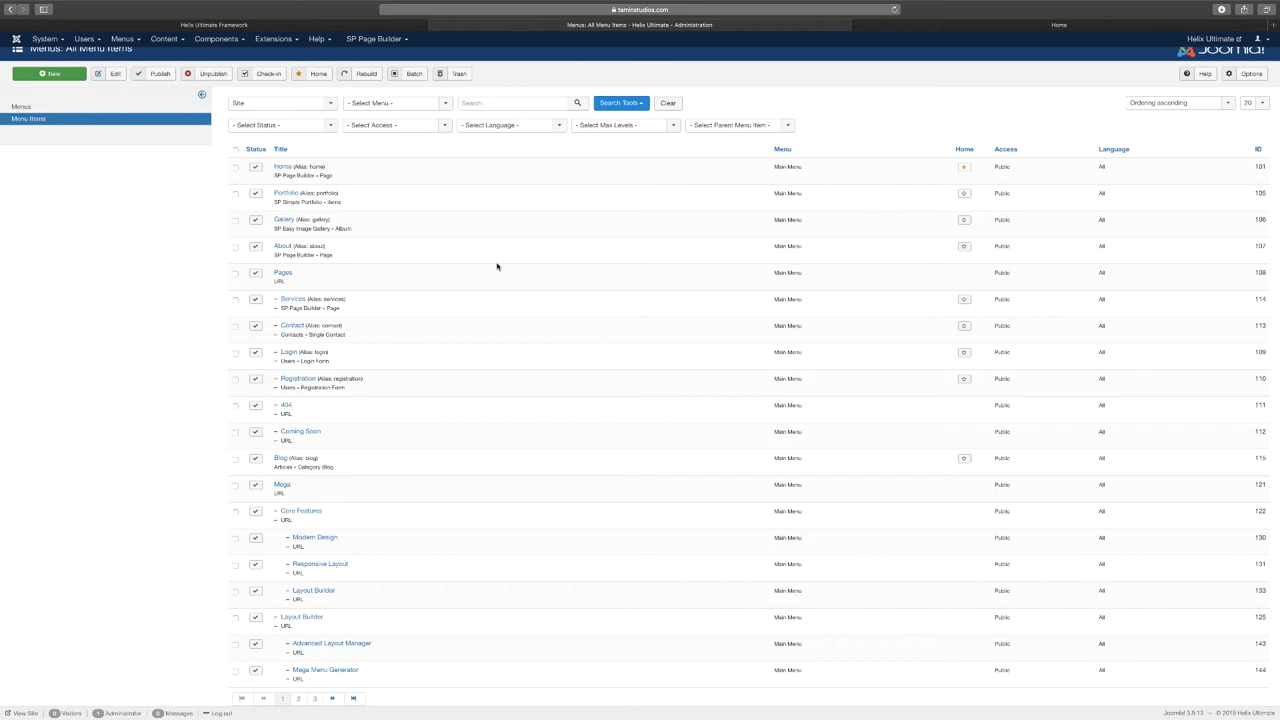 taminstudios.com
Helix Ultimate Framework
Menus: All Menu Items - Helix Ultimate - Administration
Home
System
Users
Menus
Content
Components
Extensions
Help
SP Page Builder
Helix Ultimate
Menus: All Menu Items
Joomla!
New
Edit
Publish
Unpublish
Check-in
Home
Rebuild
Batch
Trash
Help
Options
Menus
Menu Items
Site
- Select Menu -
Search
Search Tools
Clear
Ordering ascending
20
- Select Status -
- Select Access -
- Select Language -
- Select Max Levels -
- Select Parent Menu Item -
Status Title Menu Home Access Language ID
Home (Alias: home) Main Menu Public All 101
SP Page Builder » Page
Portfolio (Alias: portfolio) Main Menu Public All 105
SP Simple Portfolio » Items
Gallery (Alias: gallery) Main Menu Public All 106
SP Easy Image Gallery » Album
About (Alias: about) Main Menu Public All 107
SP Page Builder » Page
Pages Main Menu Public All 108
URL
– Services (Alias: services) Main Menu Public All 114
– SP Page Builder » Page
– Contact (Alias: contact) Main Menu Public All 113
– Contacts » Single Contact
– Login (Alias: login) Main Menu Public All 109
– Users » Login Form
– Registration (Alias: registration) Main Menu Public All 110
– Users » Registration Form
– 404 Main Menu Public All 111
– URL
– Coming Soon Main Menu Public All 112
– URL
Blog (Alias: blog) Main Menu Public All 115
Articles » Category Blog
Mega Main Menu Public All 121
URL
– Core Features Main Menu Public All 122
– URL
– Modern Design Main Menu Public All 130
– URL
– Responsive Layout Main Menu Public All 131
– URL
– Layout Builder Main Menu Public All 133
– URL
– Layout Builder Main Menu Public All 125
– URL
– Advanced Layout Manager Main Menu Public All 143
– URL
– Mega Menu Generator Main Menu Public All 144
– URL
1 2 3
View Site
0 Visitors
1 Administrator
0 Messages
Log out
Joomla! 3.9.13 — © 2019 Helix Ultimate